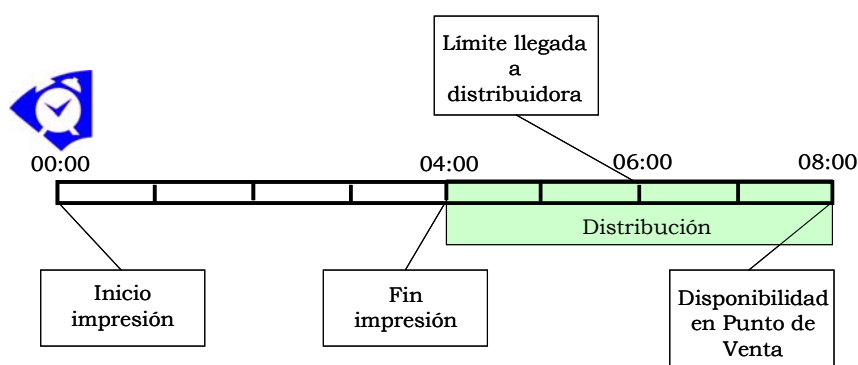 Límite llegada
a
distribuidora
00:00
04:00
06:00
08:00
Distribución
Inicio
impresión
Fin
impresión
Disponibilidad
en Punto de
Venta